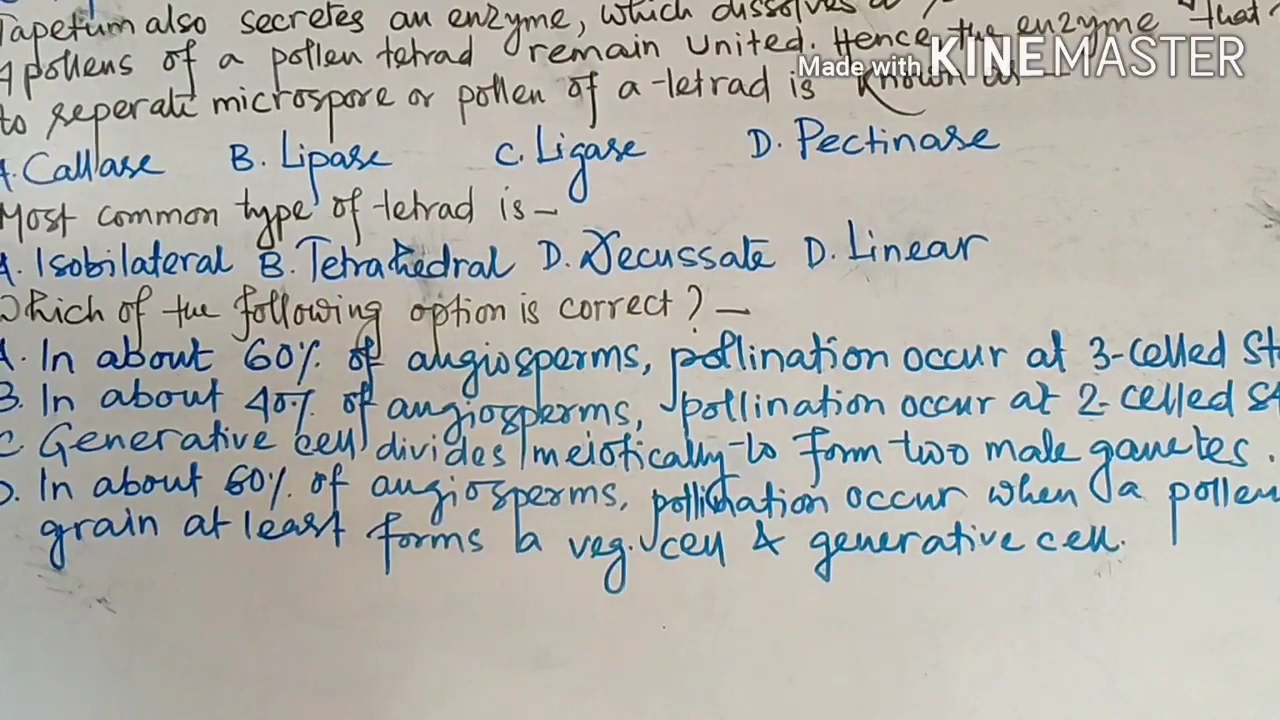 Tapetum also secretes an enzyme, which dissolves
4 pollens of a pollen tetrad remain united. Hence the enzyme that
Made with KINEMASTER
to seperate microspore or pollen of a tetrad is known as —
A. Callase B. Lipase C. Ligase D. Pectinase
Most common type of tetrad is —
A. Isobilateral B. Tetrahedral D. Decussate D. Linear
Which of the following option is correct? —
A. In about 60% of angiosperms, pollination occur at 3-celled st
B. In about 40% of angiosperms, pollination occur at 2-celled st
C. Generative cell divides meiotically to form two male gametes.
D. In about 60% of angiosperms, pollination occur when a pollen
grain at least forms a veg. cell & generative cell.